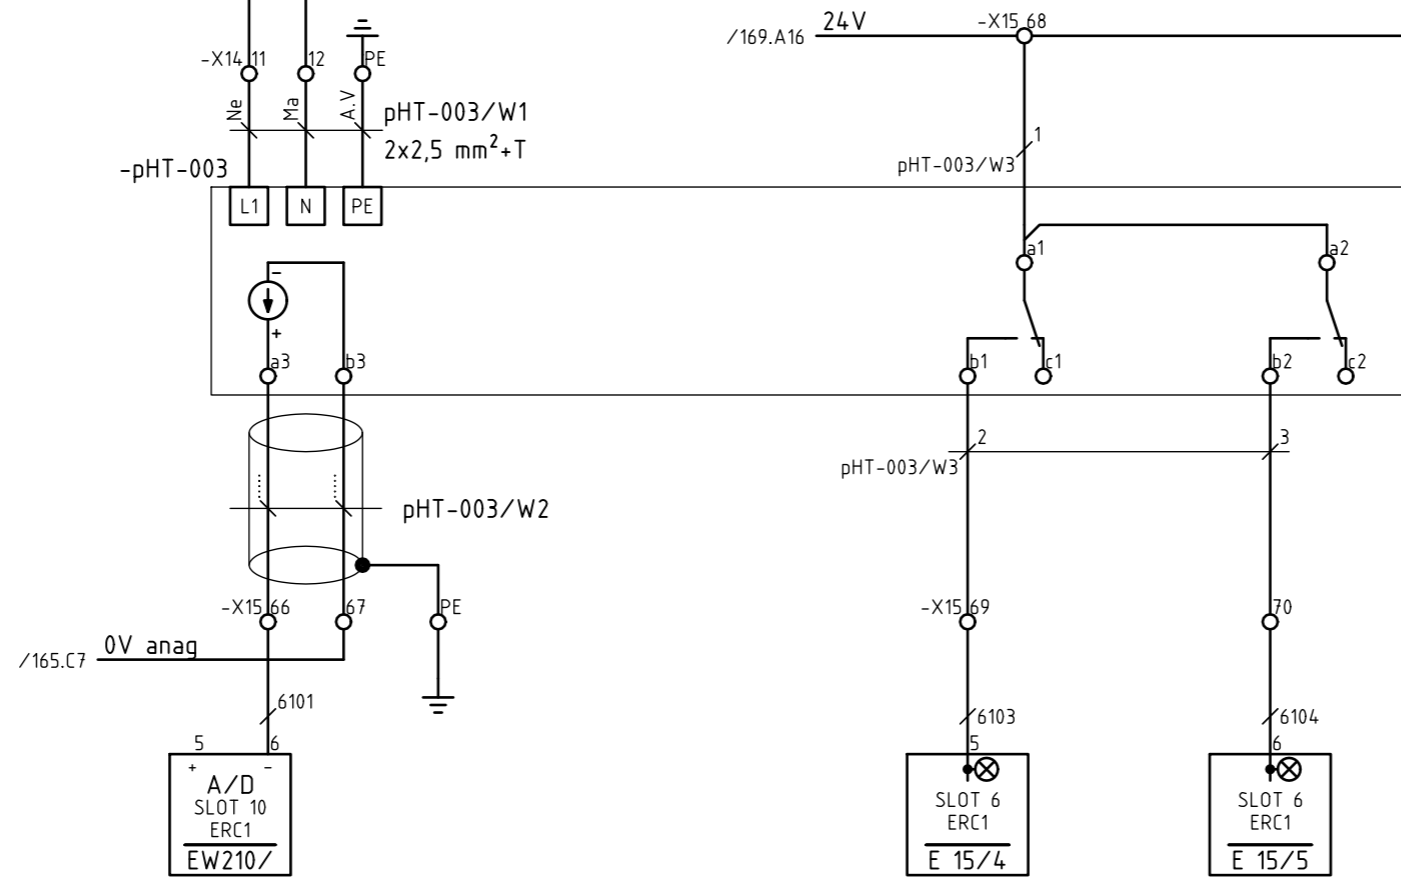 24V
-X15 68
/169.A16
-X14 11
12
PE
Ne
Ma
A.V
pHT-003/W1
2x2,5 mm²+T
1
pHT-003/W3
-pHT-003
L1
N
PE
a1
a2
-
+
a3
b3
b1
c1
b2
c2
2
3
pHT-003/W3
pHT-003/W2
-X15 66
67
PE
-X15 69
70
0V anag
/165.C7
6101
6103
6104
5
6
5
6
+
-
A/D
SLOT 10
ERC1
EW210/
SLOT 6
ERC1
E 15/4
SLOT 6
ERC1
E 15/5